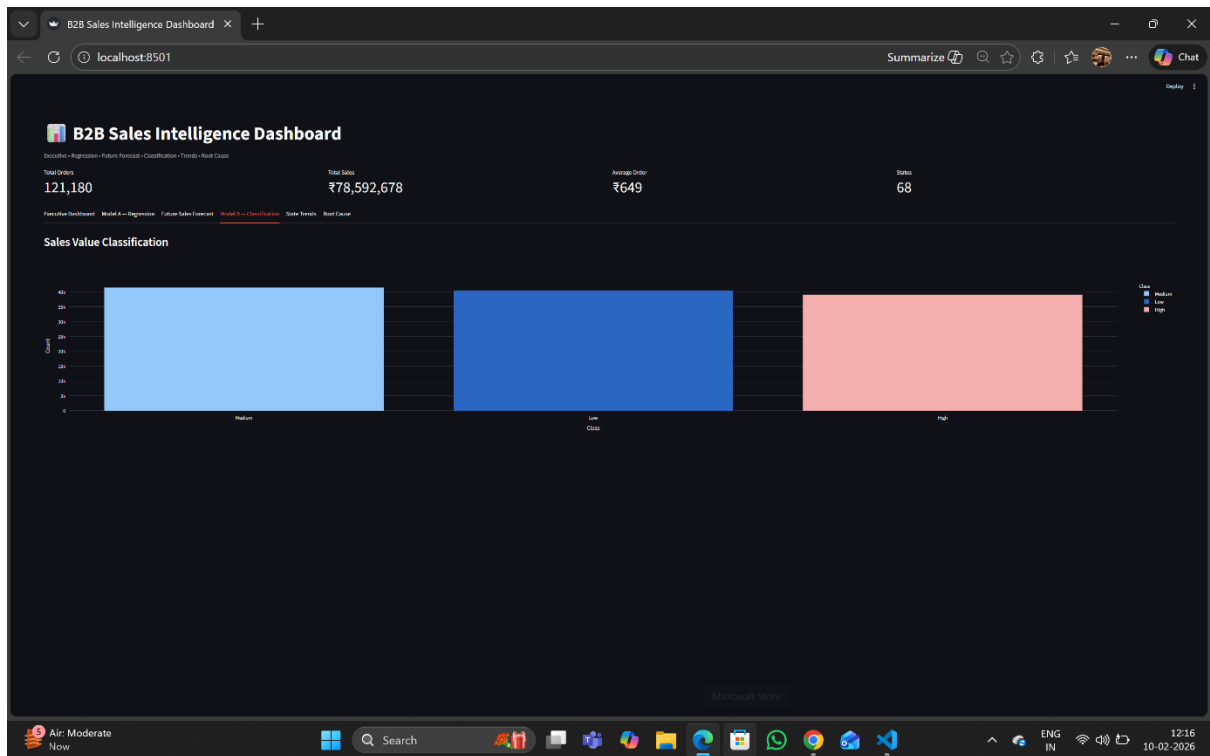 B2B Sales Intelligence Dashboard
localhost:8501
Summarize
Chat
Deploy
B2B Sales Intelligence Dashboard
Executive • Regression • Future Forecast • Classification • Trends • Root Cause
Total Orders
121,180
Total Sales
₹78,592,678
Average Order
₹649
States
68
Executive Dashboard Model A — Regression Future Sales Forecast Model B — Classification State Trends Root Cause
Sales Value Classification
40k
35k
30k
25k
20k
15k
10k
5k
0
Count
Medium
Low
High
Class
Class
Medium
Low
High
Microsoft Store
5
Air: Moderate
Now
Search
ENG
IN
12:16
10-02-2026